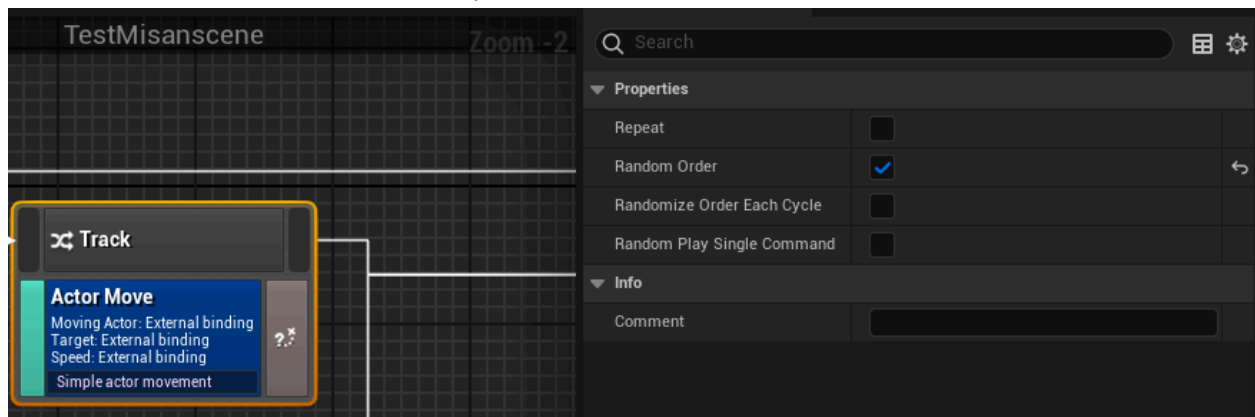 TestMisanscene
Zoom -2
Track
Actor Move
Moving Actor: External binding
Target: External binding
Speed: External binding
Simple actor movement
Search
Properties
Repeat
Random Order
Randomize Order Each Cycle
Random Play Single Command
Info
Comment